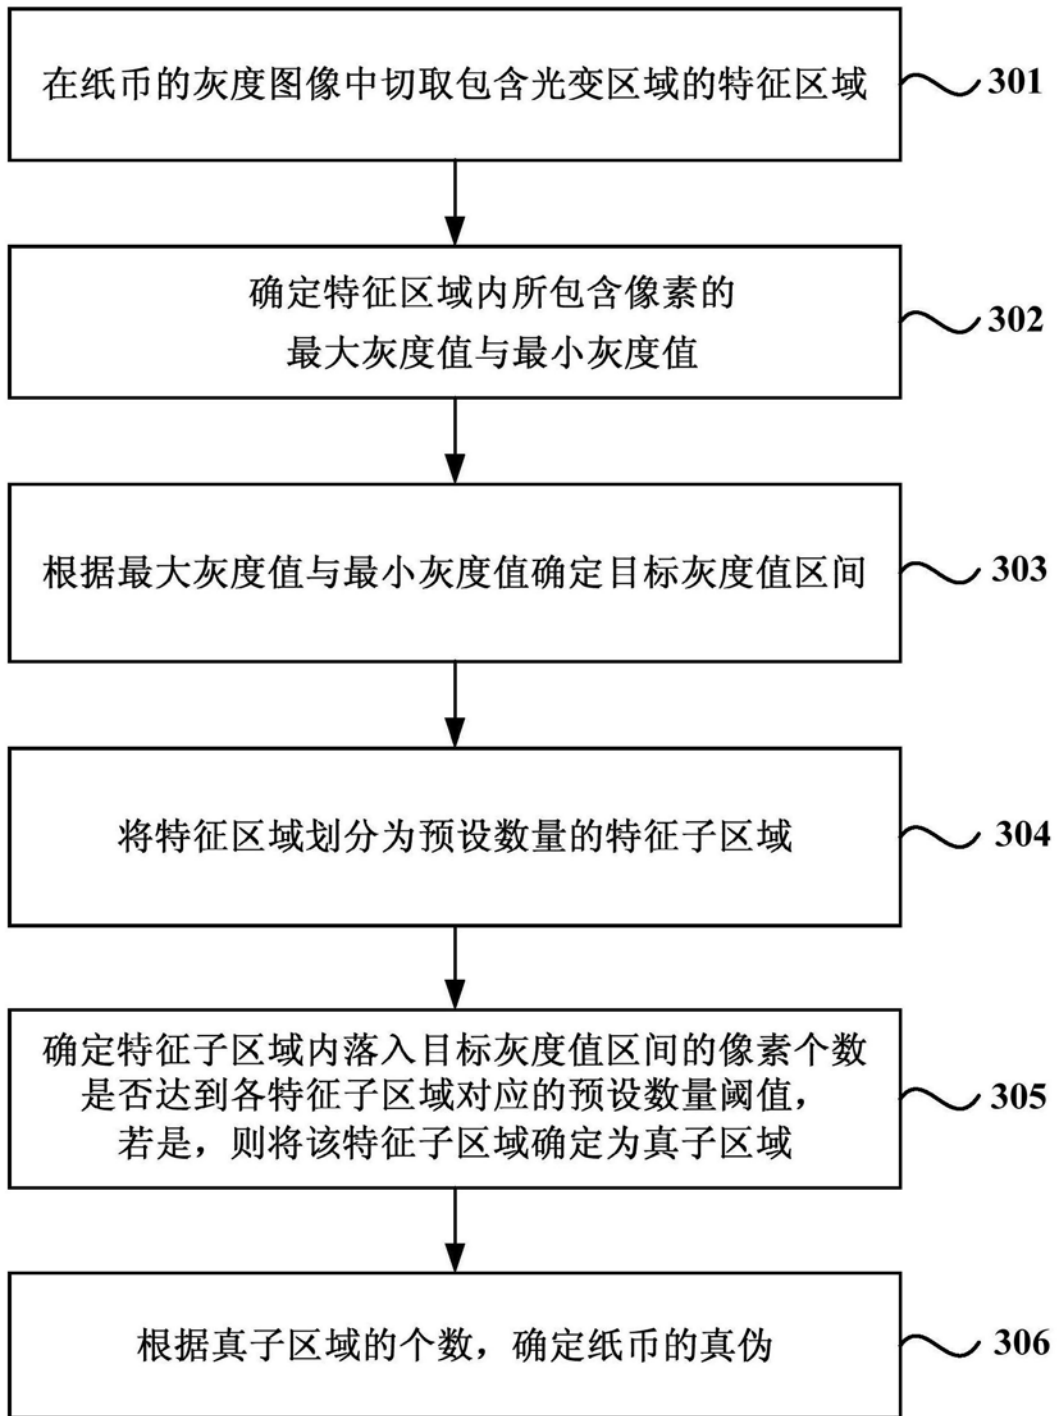 在纸币的灰度图像中切取包含光变区域的特征区域
301
确定特征区域内所包含像素的
最大灰度值与最小灰度值
302
根据最大灰度值与最小灰度值确定目标灰度值区间
303
将特征区域划分为预设数量的特征子区域
304
确定特征子区域内落入目标灰度值区间的像素个数
是否达到各特征子区域对应的预设数量阈值，
若是，则将该特征子区域确定为真子区域
305
根据真子区域的个数，确定纸币的真伪
306